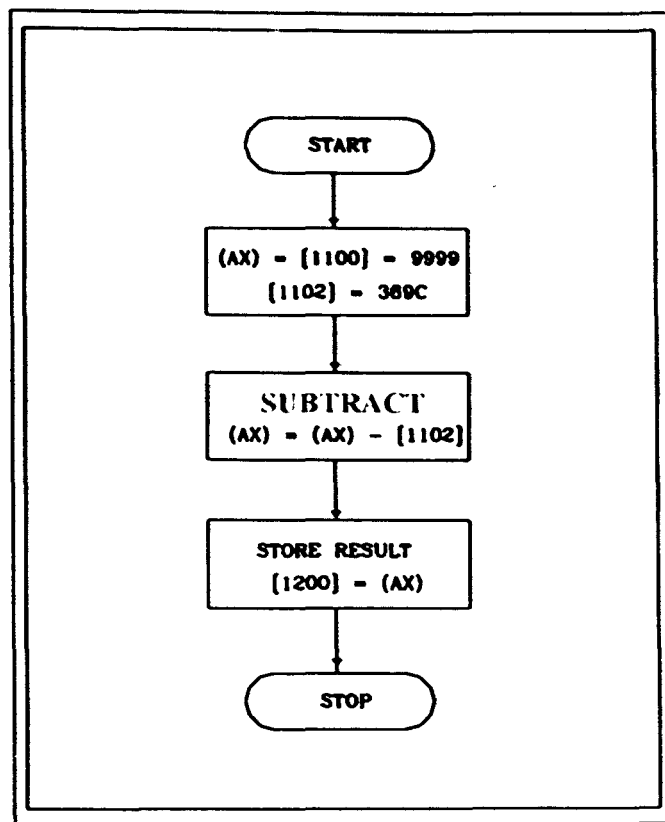 START
(AX) = [1100] = 9999
[1102] = 369C
SUBTRACT
(AX) = (AX) - [1102]
STORE RESULT
[1200] = (AX)
STOP